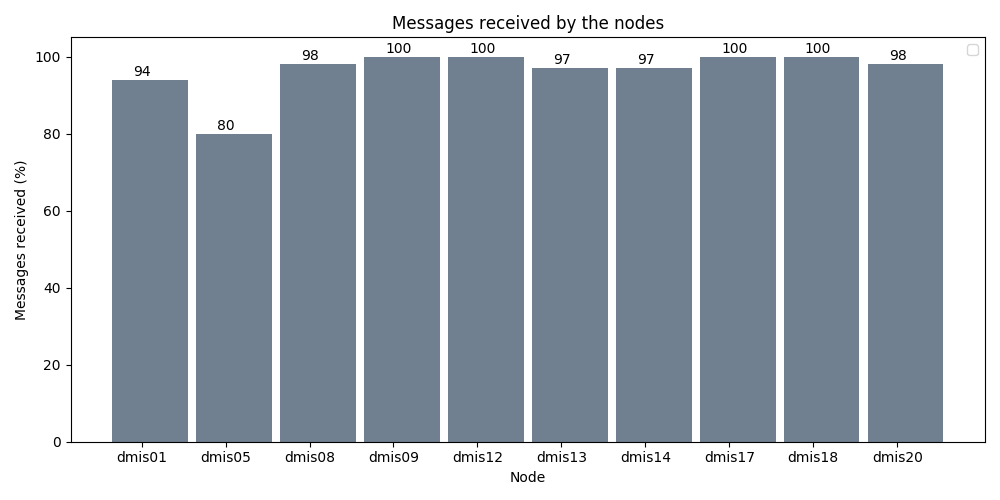 Messages received by the nodes
Messages received (%)
100
80
60
40
20
0
94
80
98
100
100
97
97
100
100
98
dmis01
dmis05
dmis08
dmis09
dmis12
dmis13
dmis14
dmis17
dmis18
dmis20
Node